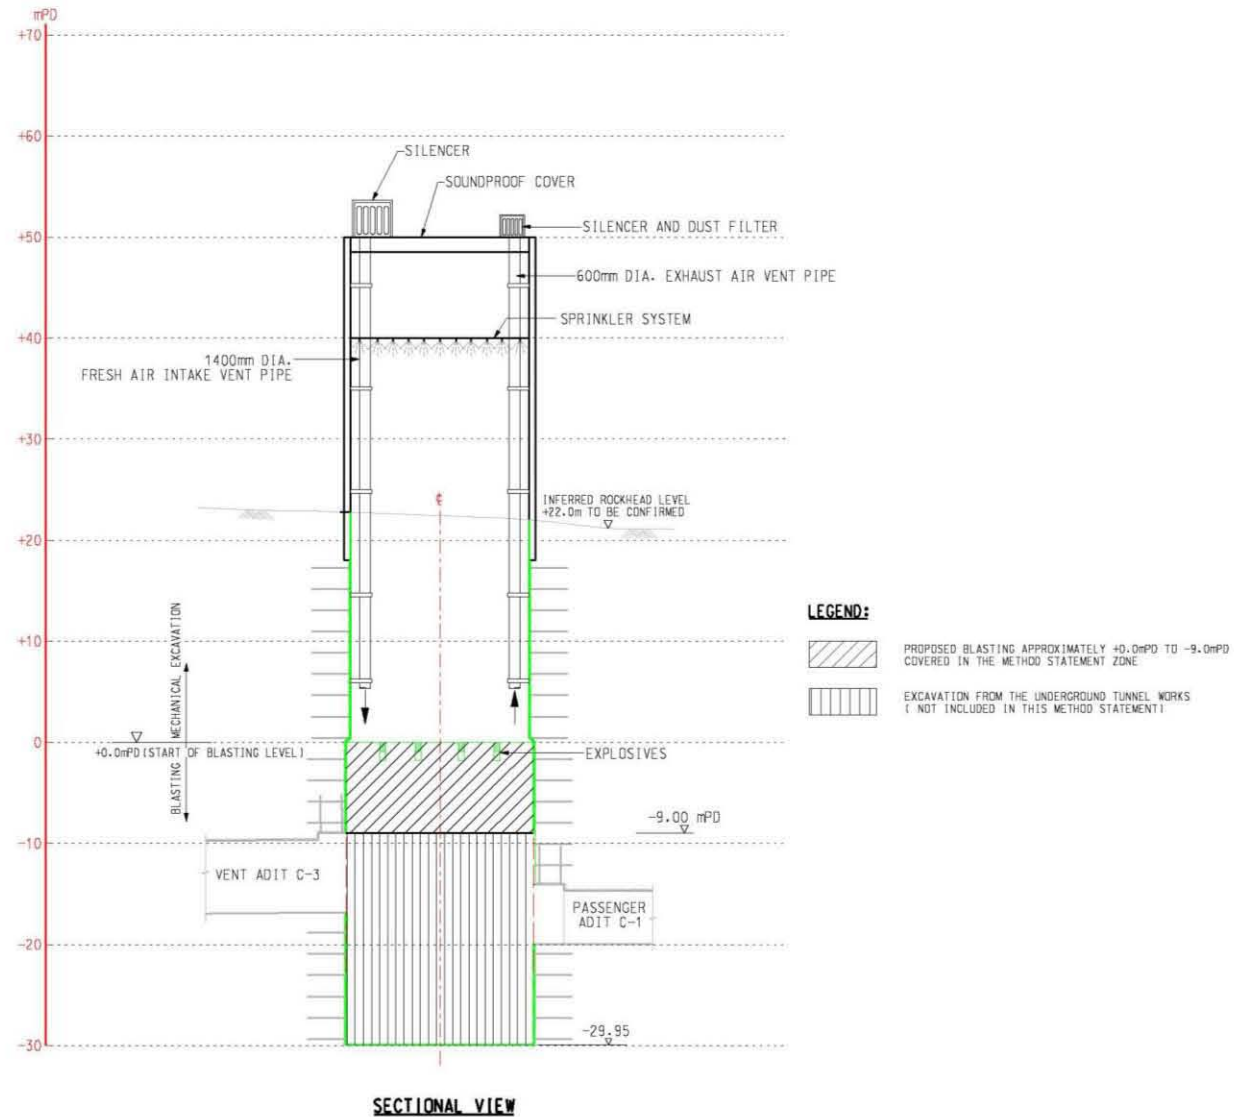 mPD
+70
+60
SILENCER
SOUNDPROOF COVER
+50
SILENCER AND DUST FILTER
600mm DIA. EXHAUST AIR VENT PIPE
SPRINKLER SYSTEM
+40
1400mm DIA.
FRESH AIR INTAKE VENT PIPE
+30
INFERRED ROCKHEAD LEVEL
+22.0m TO BE CONFIRMED
+20
LEGEND:
PROPOSED BLASTING APPROXIMATELY +0.0mPD TO -9.0mPD
COVERED IN THE METHOD STATEMENT ZONE
EXCAVATION FROM THE UNDERGROUND TUNNEL WORKS
( NOT INCLUDED IN THIS METHOD STATEMENT)
+10
MECHANICAL EXCAVATION
0
+0.0mPD(START OF BLASTING LEVEL)
BLASTING
EXPLOSIVES
-9.00 mPD
-10
VENT ADIT C-3
PASSENGER
ADIT C-1
-20
-29.95
-30
SECTIONAL VIEW